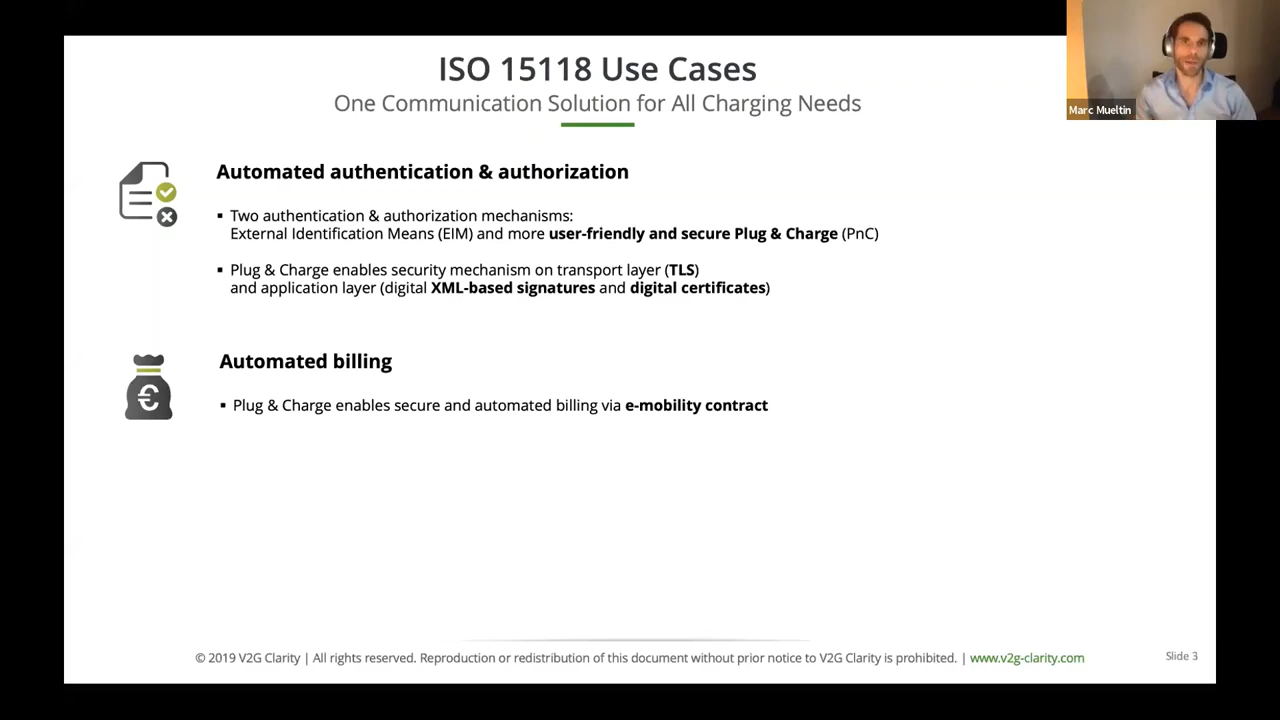 ISO 15118 Use Cases
One Communication Solution for All Charging Needs
Marc Mueltin
Automated authentication & authorization
▪ Two authentication & authorization mechanisms:
External Identification Means (EIM) and more user-friendly and secure Plug & Charge (PnC)
▪ Plug & Charge enables security mechanism on transport layer (TLS)
and application layer (digital XML-based signatures and digital certificates)
€
Automated billing
▪ Plug & Charge enables secure and automated billing via e-mobility contract
© 2019 V2G Clarity | All rights reserved. Reproduction or redistribution of this document without prior notice to V2G Clarity is prohibited. | www.v2g-clarity.com
Slide 3